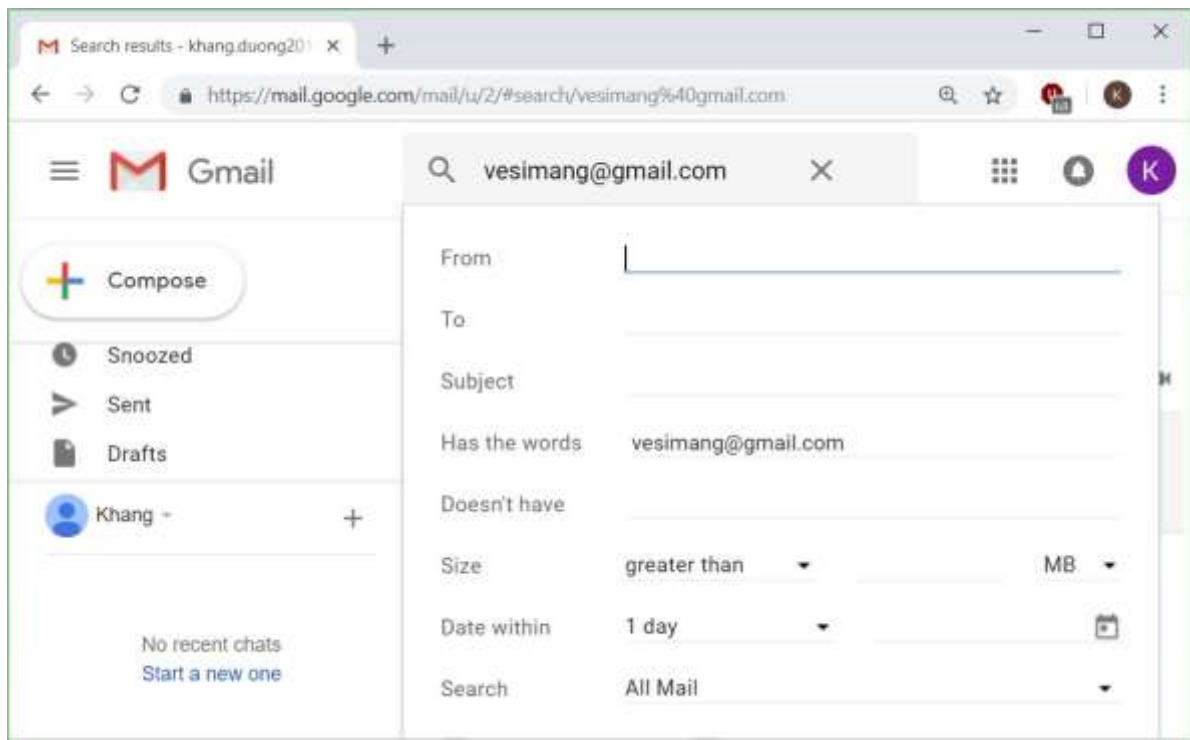 Search results - khang.duong201
https://mail.google.com/mail/u/2/#search/vesimang%40gmail.com
K
Gmail
vesimang@gmail.com
K
Compose
From
To
Snoozed
Subject
Sent
Has the words vesimang@gmail.com
Drafts
Doesn't have
Khang
Size greater than MB
Date within 1 day
No recent chats
Start a new one
Search All Mail